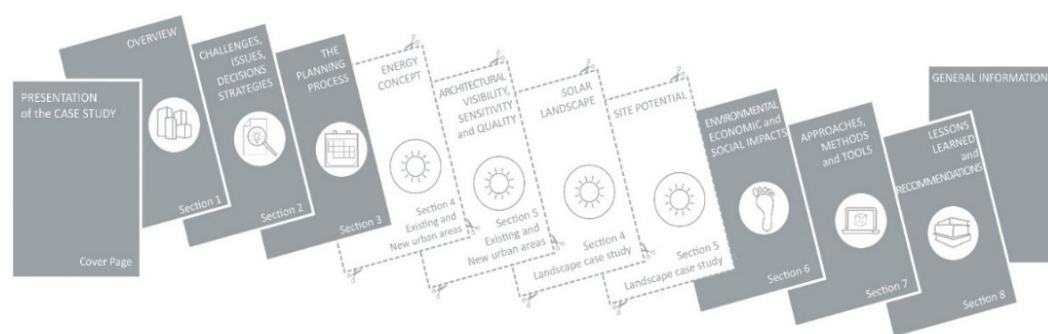 PRESENTATION
of the CASE STUDY
Cover Page
OVERVIEW
Section 1
CHALLENGES,
ISSUES,
DECISIONS
STRATEGIES
Section 2
THE
PLANNING
PROCESS
Section 3
ENERGY
CONCEPT
Section 4
Existing and
New urban areas
ARCHITECTURAL
VISIBILITY,
SENSITIVITY
and QUALITY
Section 5
Existing and
New urban areas
SOLAR
LANDSCAPE
Section 4
Landscape case study
SITE POTENTIAL
Section 5
Landscape case study
ENVIRONMENTAL
ECONOMIC and
SOCIAL IMPACTS
Section 6
APPROACHES,
METHODS
and TOOLS
Section 7
LESSONS
LEARNED
and
RECOMMENDATIONS
Section 8
GENERAL INFORMATION